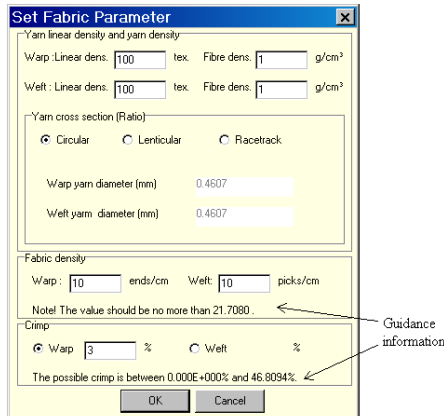 Set Fabric Parameter
Yarn linear density and yarn density
Warp :Linear dens. 100 tex. Fibre dens. 1 g/cm³
Weft : Linear dens. 100 tex. Fibre dens. 1 g/cm³
Yarn cross section (Ratio)
Circular Lenticular Racetrack
Warp yarn diameter (mm) 0.4607
Weft yarm diameter (mm) 0.4607
Fabric density
Warp : 10 ends/cm Weft: 10 picks/cm
Note! The value should be no more than 21.7080 .
Guidance
information
Crimp
Warp 3 % Weft %
The possible crimp is between 0.000E+000% and 46.8094%.
OK Cancel